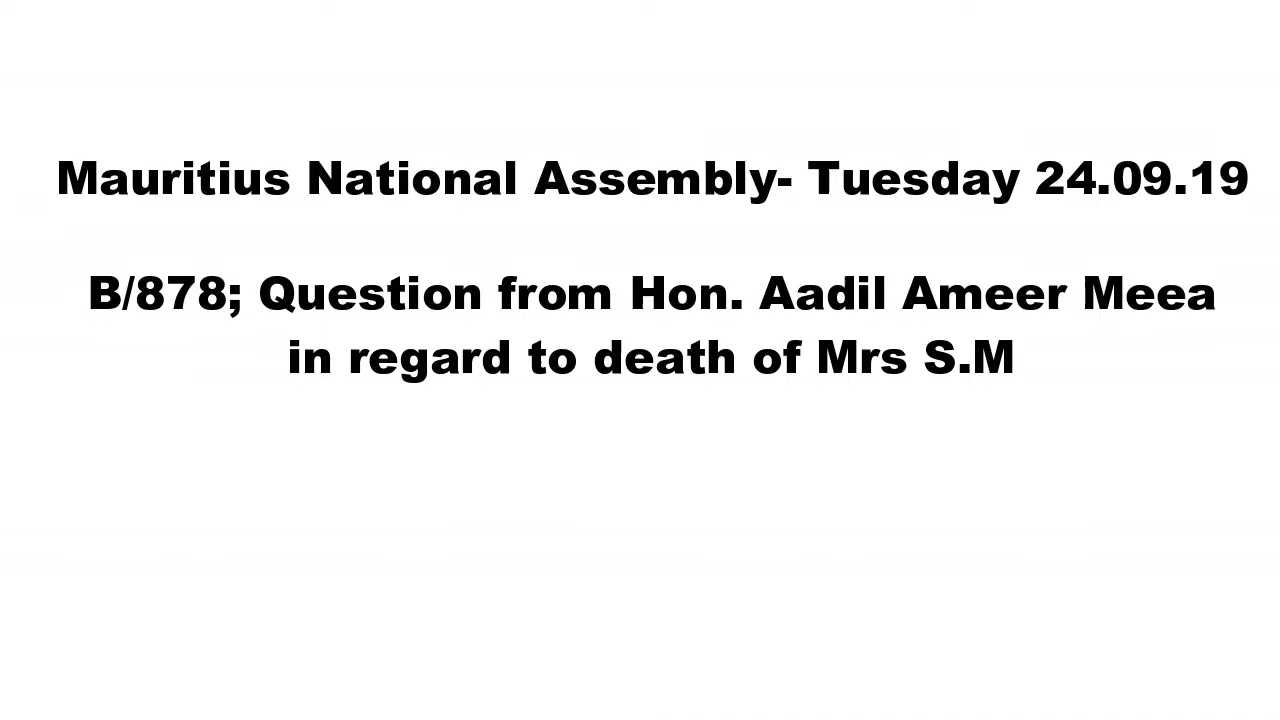 Mauritius National Assembly- Tuesday 24.09.19
B/878; Question from Hon. Aadil Ameer Meea
in regard to death of Mrs S.M